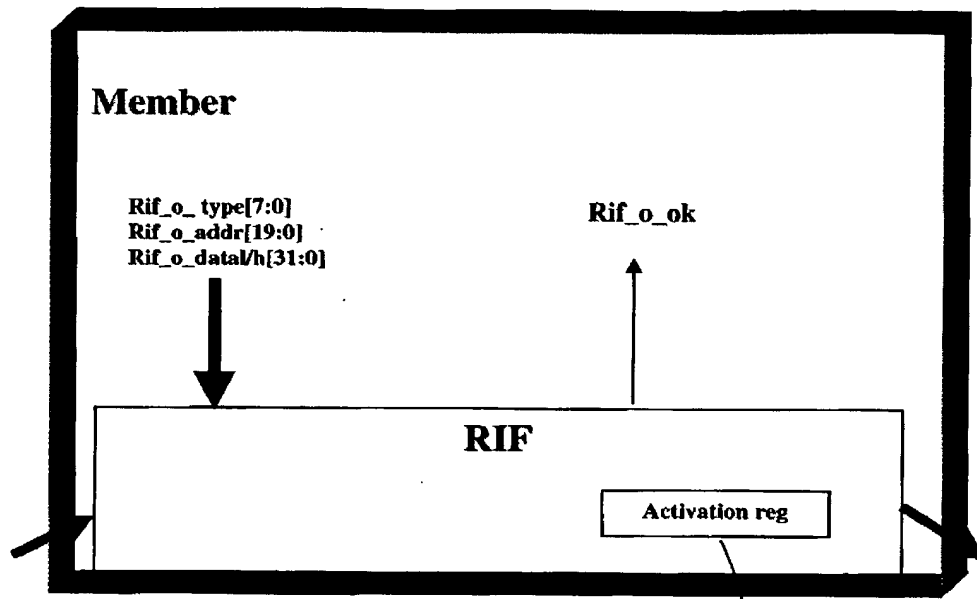 Member
Rif_o_ type[7:0]
Rif_o_addr[19:0]
Rif_o_datal/h[31:0]
Rif_o_ok
RIF
Activation reg